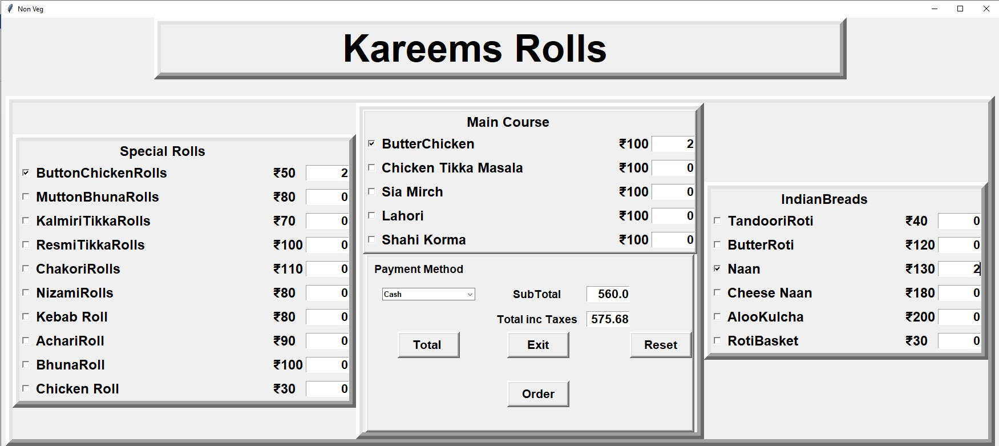 Non Veg
Kareems Rolls
Special Rolls
ButtonChickenRolls ₹50 2
MuttonBhunaRolls ₹80 0
KalmiriTikkaRolls ₹70 0
ResmiTikkaRolls ₹100 0
ChakoriRolls ₹110 0
NizamiRolls ₹80 0
Kebab Roll ₹80 0
AchariRoll ₹90 0
BhunaRoll ₹100 0
Chicken Roll ₹30 0
Main Course
ButterChicken ₹100 2
Chicken Tikka Masala ₹100 0
Sia Mirch ₹100 0
Lahori ₹100 0
Shahi Korma ₹100 0
Payment Method
Cash SubTotal 560.0
Total inc Taxes 575.68
Total Exit Reset
Order
IndianBreads
TandooriRoti ₹40 0
ButterRoti ₹120 0
Naan ₹130 2
Cheese Naan ₹180 0
AlooKulcha ₹200 0
RotiBasket ₹30 0